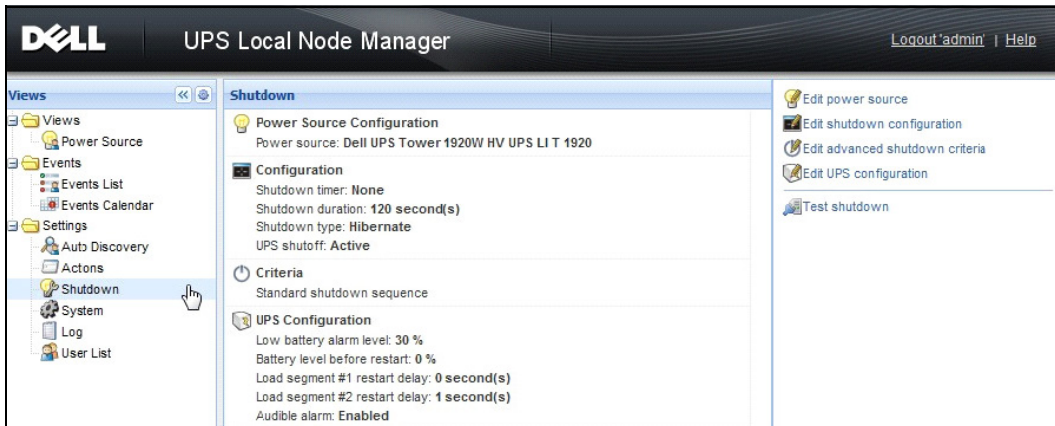 DELL UPS Local Node Manager Logout 'admin' | Help
Views
Views
Power Source
Events
Events List
Events Calendar
Settings
Auto Discovery
Actons
Shutdown
System
Log
User List
Shutdown
Power Source Configuration
Power source: Dell UPS Tower 1920W HV UPS LI T 1920
Configuration
Shutdown timer: None
Shutdown duration: 120 second(s)
Shutdown type: Hibernate
UPS shutoff: Active
Criteria
Standard shutdown sequence
UPS Configuration
Low battery alarm level: 30 %
Battery level before restart: 0 %
Load segment #1 restart delay: 0 second(s)
Load segment #2 restart delay: 1 second(s)
Audible alarm: Enabled
Edit power source
Edit shutdown configuration
Edit advanced shutdown criteria
Edit UPS configuration
Test shutdown